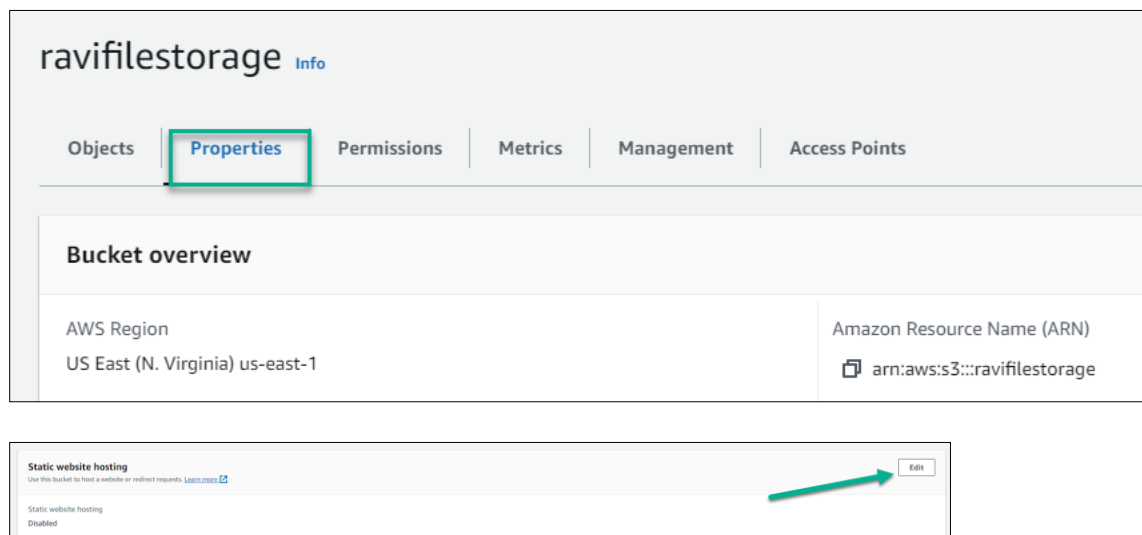 ravifilestorage Info
Objects Properties Permissions Metrics Management Access Points
Bucket overview
AWS Region Amazon Resource Name (ARN)
US East (N. Virginia) us-east-1 arn:aws:s3:::ravifilestorage
Static website hosting Edit
Use this bucket to host a website or redirect requests. Learn more
Static website hosting
Disabled